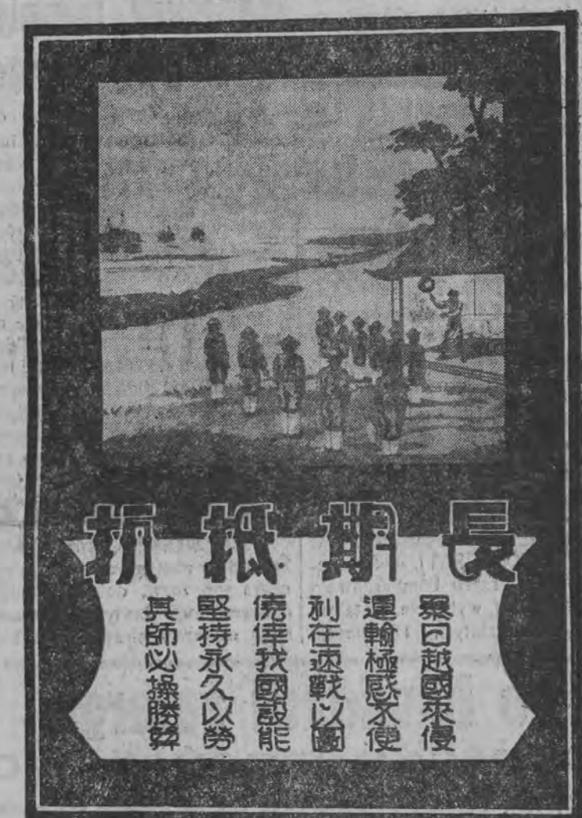 長期抵抗
暴日越國來侵
運輸極感不便
利在速戰以圖
僥倖我國設能
堅持永久以勞
其師必操勝算